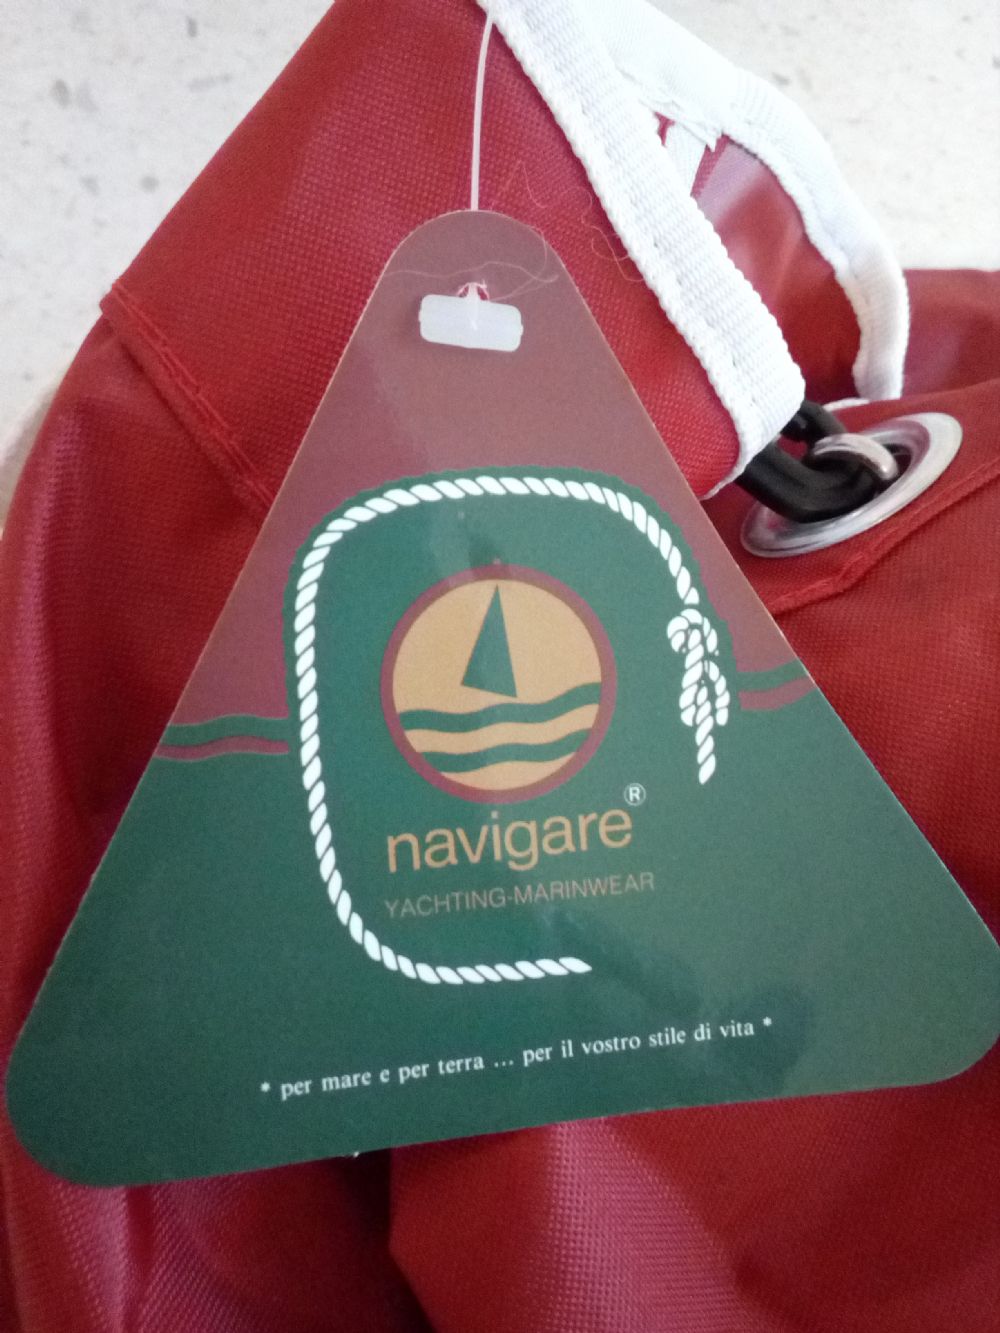 navigare®
YACHTING-MARINWEAR
* per mare e per terra ... per il vostro stile di vita *